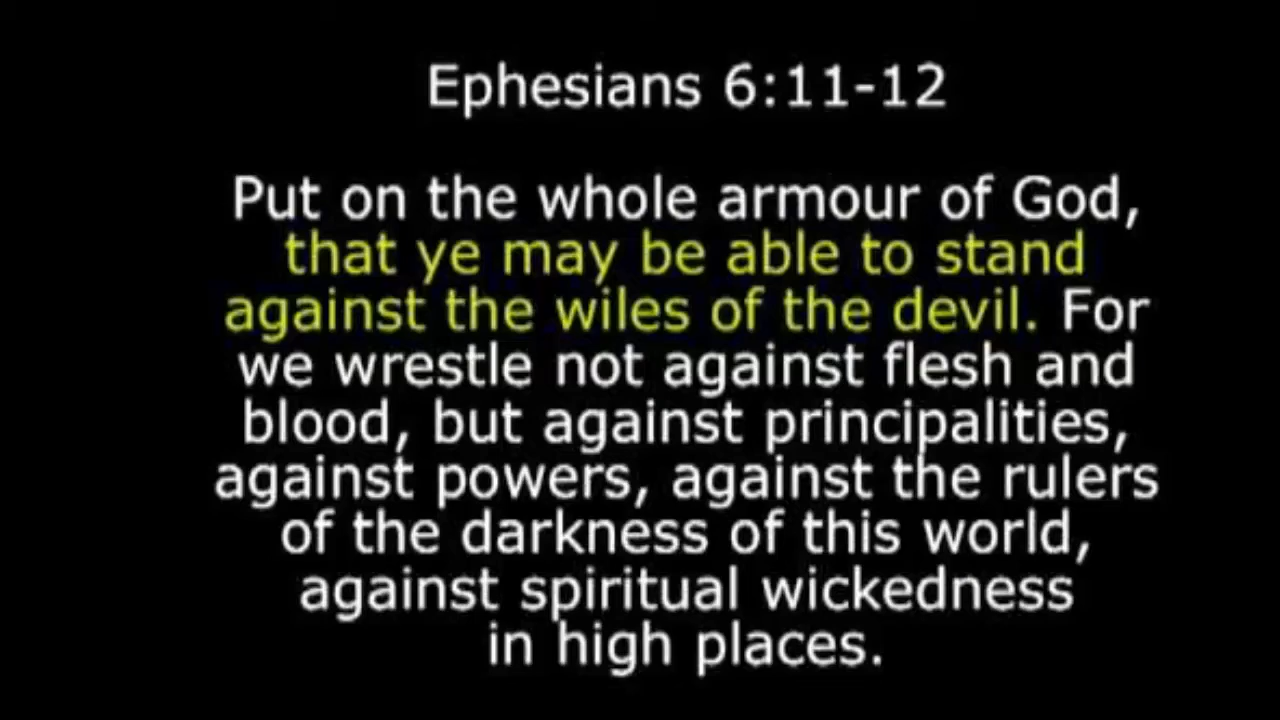 Ephesians 6:11-12
Put on the whole armour of God,
that ye may be able to stand
against the wiles of the devil. For
we wrestle not against flesh and
blood, but against principalities,
against powers, against the rulers
of the darkness of this world,
against spiritual wickedness
in high places.